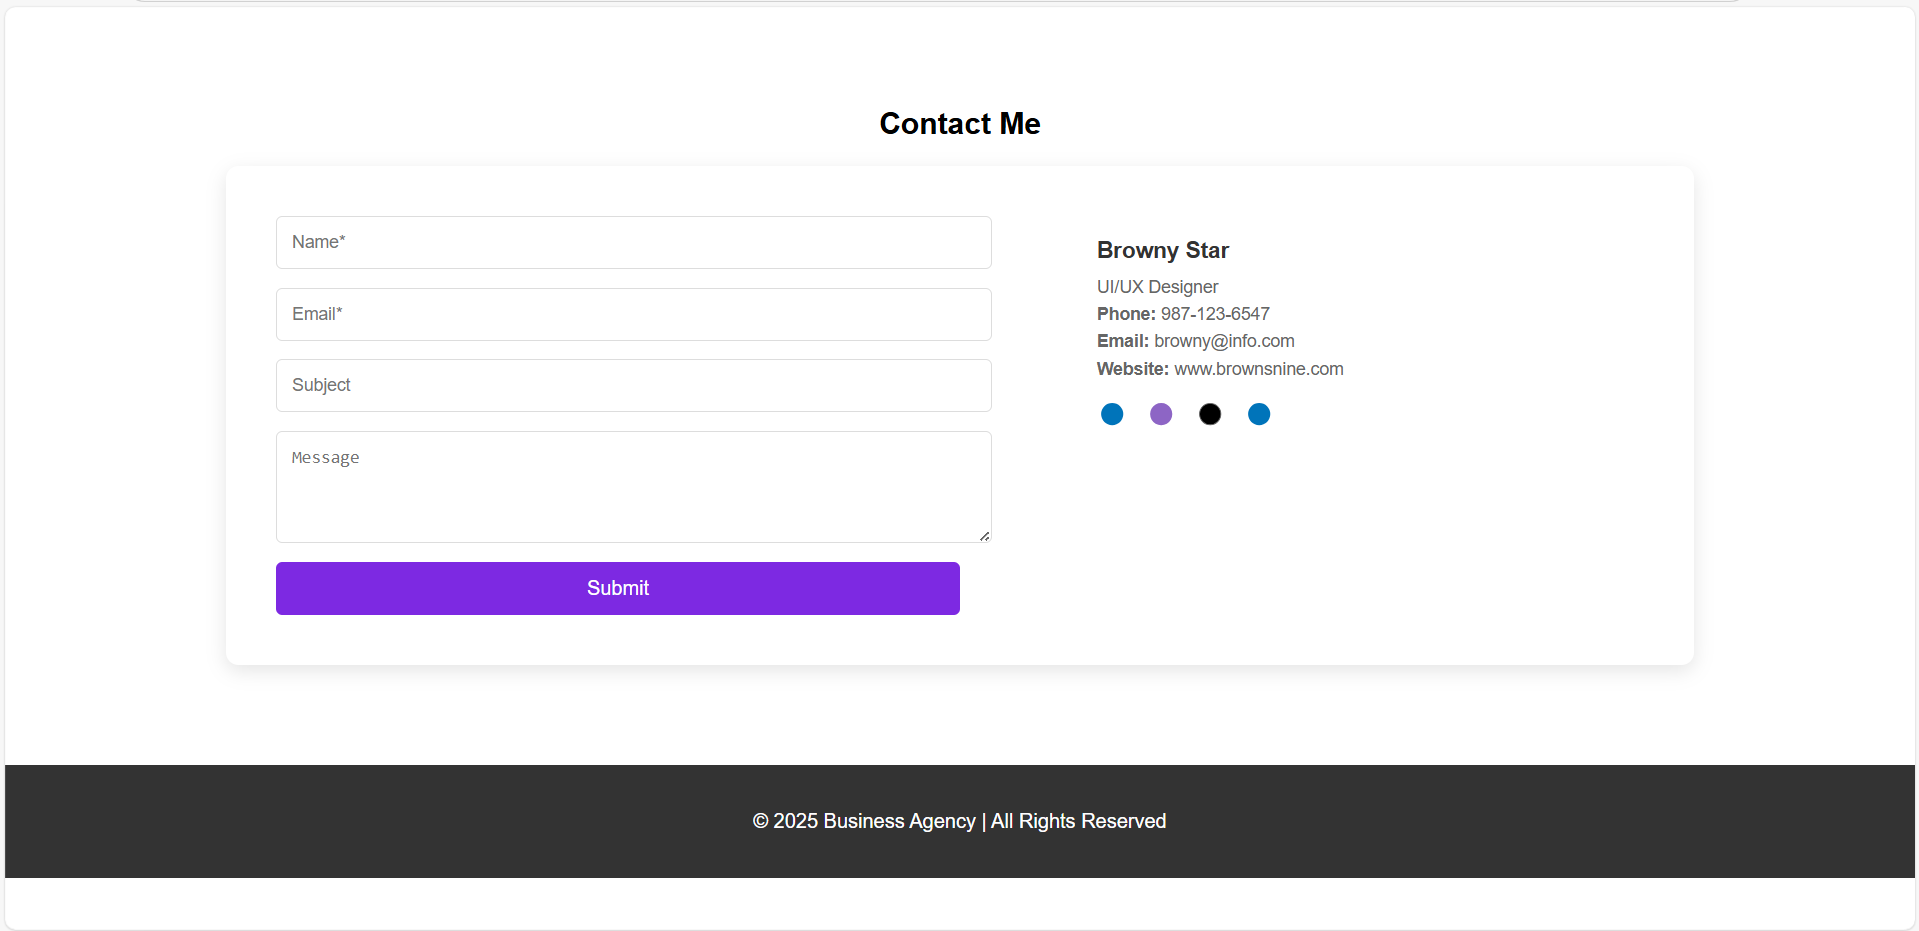 Contact Me
Name*
Email*
Subject
Message
Submit
Browny Star
UI/UX Designer
Phone: 987-123-6547
Email: browny@info.com
Website: www.brownsnine.com
© 2025 Business Agency | All Rights Reserved